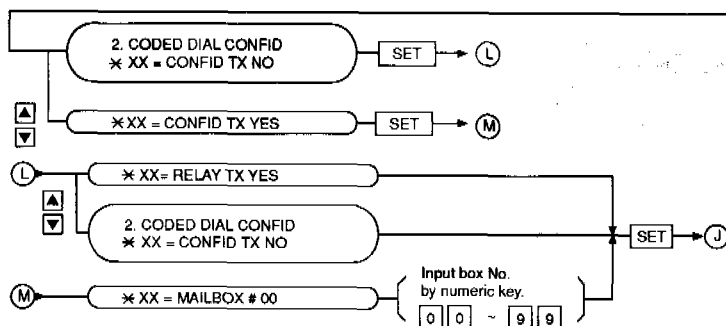 2. CODED DIAL CONFID
✶ XX = CONFID TX NO
SET
L
▲
▼
✶ XX = CONFID TX YES
SET
M
L
▲
▼
✶ XX= RELAY TX YES
2. CODED DIAL CONFID
✶ XX = CONFID TX NO
SET
J
M
✶ XX = MAILBOX # 00
Input box No.
by numeric key.
0 0 ~ 9 9